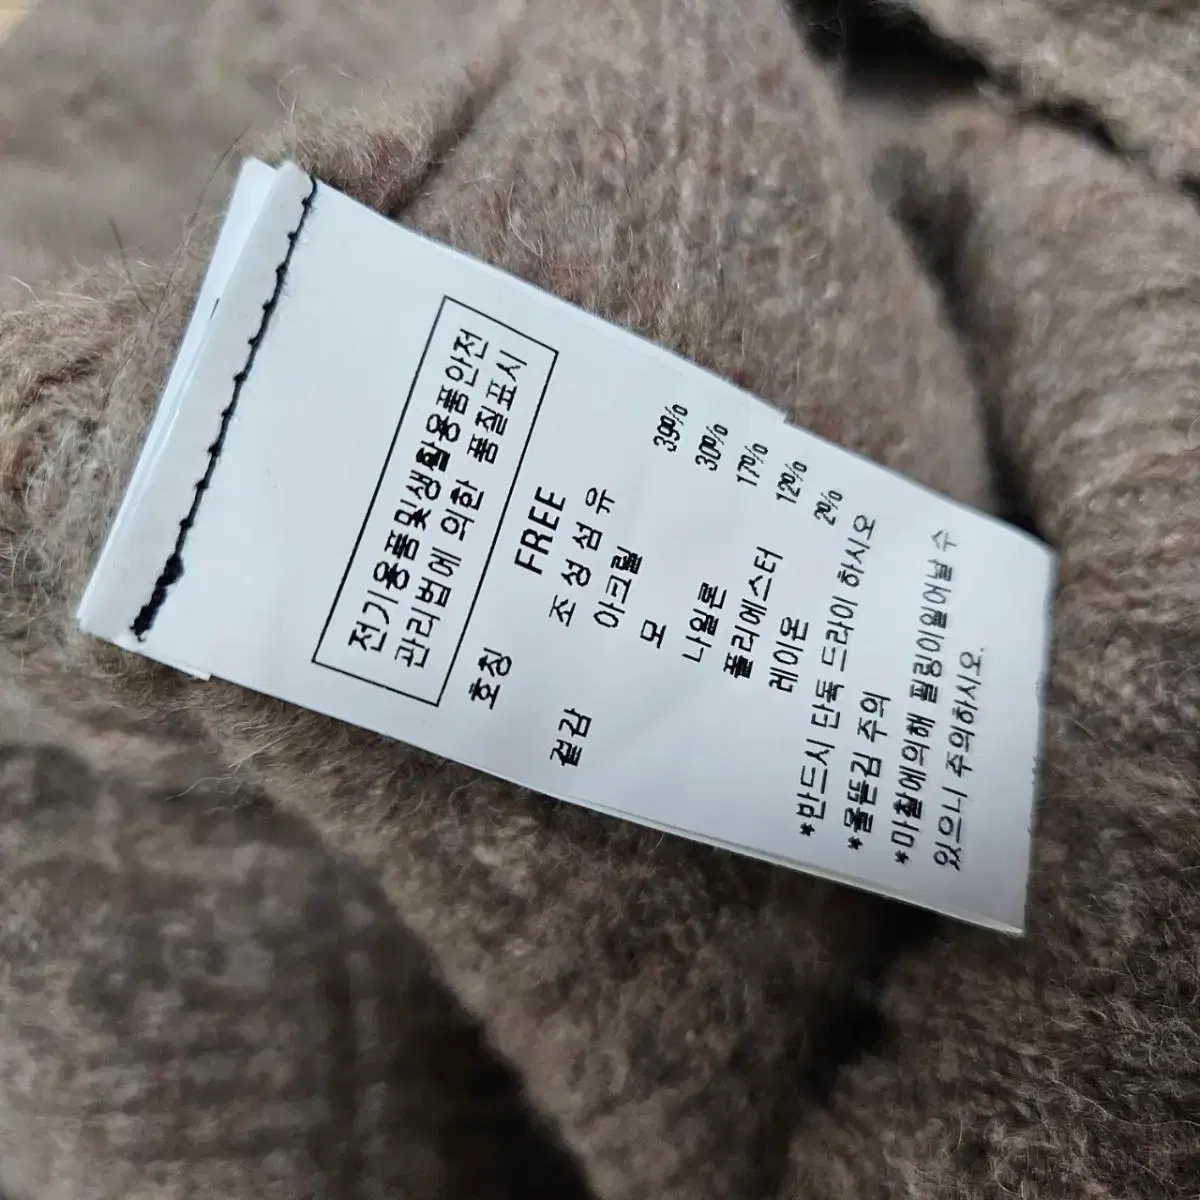 전기용품및생활용품안전
관리법에 의한 품질표시
호칭 FREE
겉감 조성섬유
아크릴 39%
모 30%
나일론 17%
폴리에스터 12%
레이온 2%
*반드시 단독 드라이 하시오
*올뜯김 주의
*마찰에의해 필링이일어날 수
있으니 주의하시오.